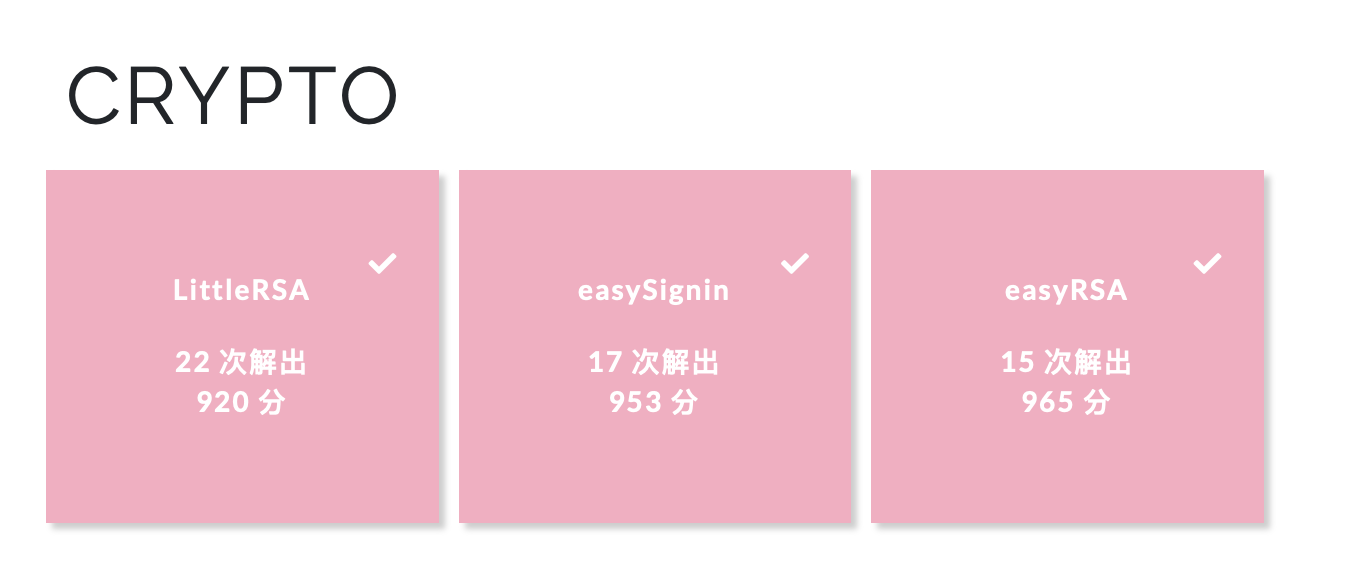 CRYPTO
LittleRSA
22 次解出
920 分
easySignin
17 次解出
953 分
easyRSA
15 次解出
965 分